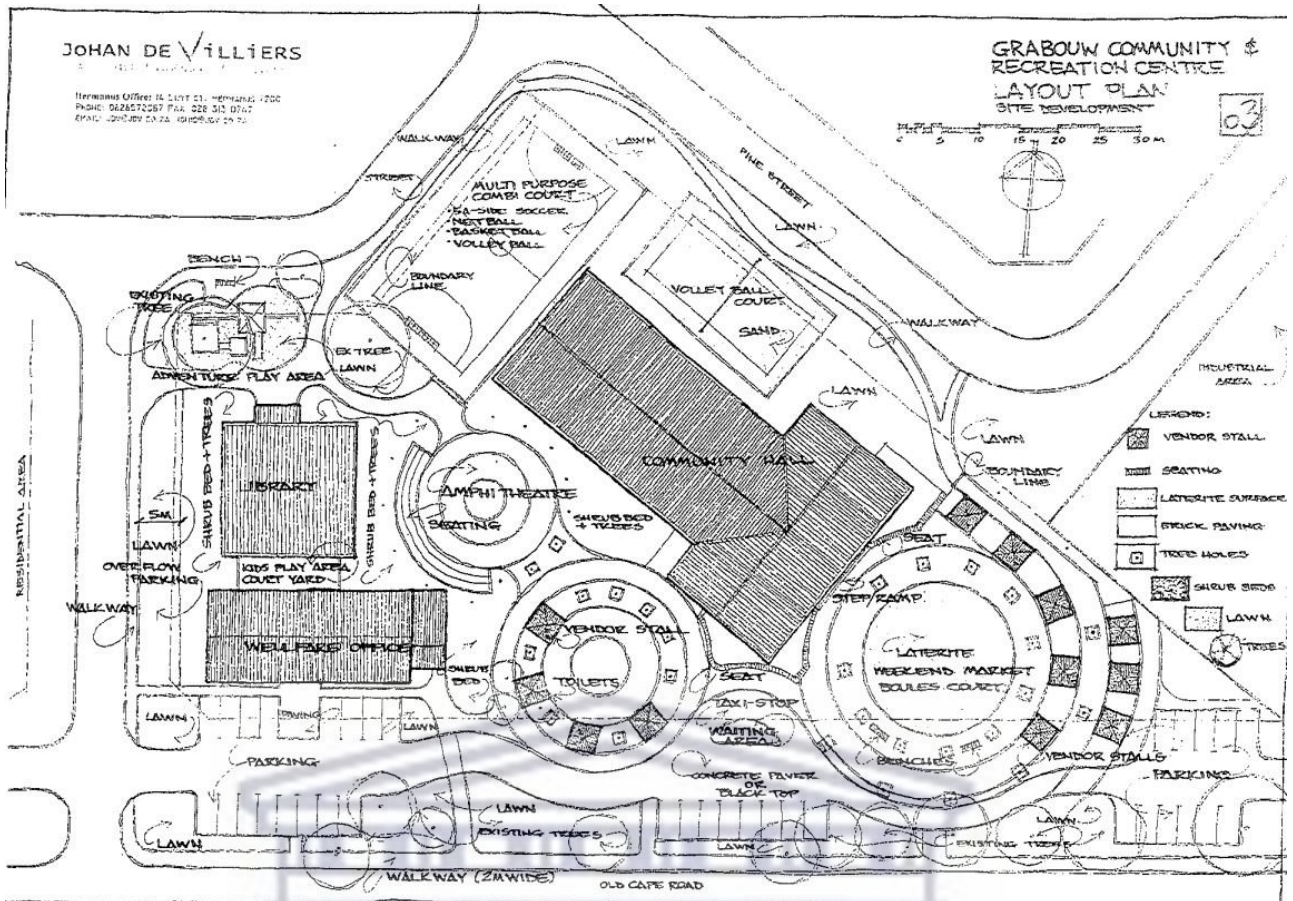 JOHAN DE VILLIERS
GRABOUW COMMUNITY &
RECREATION CENTRE
LAYOUT PLAN
SITE DEVELOPMENT
03
0 5 10 15 M 20 25 30 M
WALKWAY
LAWN
STREET
PINE STREET
MULTI PURPOSE
COMBI COURT
· 5A-SIDE SOCCER
· NETBALL
· BASKET BALL
· VOLLEY BALL
LAWN
BENCH
EXISTING
TREE
BOUNDARY
LINE
VOLLEY BALL
COURT
SAND
WALKWAY
EX TREE
LAWN
ADVENTURE PLAY AREA
INDUSTRIAL
AREA
LAWN
LEGEND:
VENDOR STALL
SEATING
LATERITE SURFACE
BRICK PAVING
TREE HOLES
SHRUB BEDS
LAWN
TREES
LAWN
BOUNDARY
LINE
SHRUB BED + TREES
LIBRARY
SHRUB BED + TREES
COMMUNITY HALL
AMPHITHEATRE
SEATING
SHRUB BED
+ TREES
RESIDENTIAL AREA
5M
LAWN
OVERFLOW
PARKING
KIDS PLAY AREA
COURT YARD
WALKWAY
SEAT
STEP/RAMP
WELLFARE OFFICE
VENDOR STALL
SHRUB
BED
TOILETS
LATERITE
WEEKEND MARKET
BOULES COURT
SEAT
TAXI-STOP
WAITING
AREA
LAWN
PAVING
LAWN
PARKING
BENCHES
VENDOR STALLS
PARKING
CONCRETE PAVER
OR
BLACK TOP
LAWN
EXISTING TREES
LAWN
LAWN
LAWN
EXISTING TREES
WALKWAY (2M WIDE)
OLD CAPE ROAD